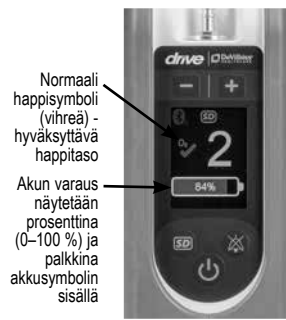 Normaali
happisymboli
(vihreä) -
hyväksyttävä
happitaso
Akun varaus
näytetään
prosenttina
(0–100 %) ja
palkkina
akkusymbolin
sisällä
drive DeVilbiss
HEALTHCARE
− +
SD
O₂ 2
84%
SD